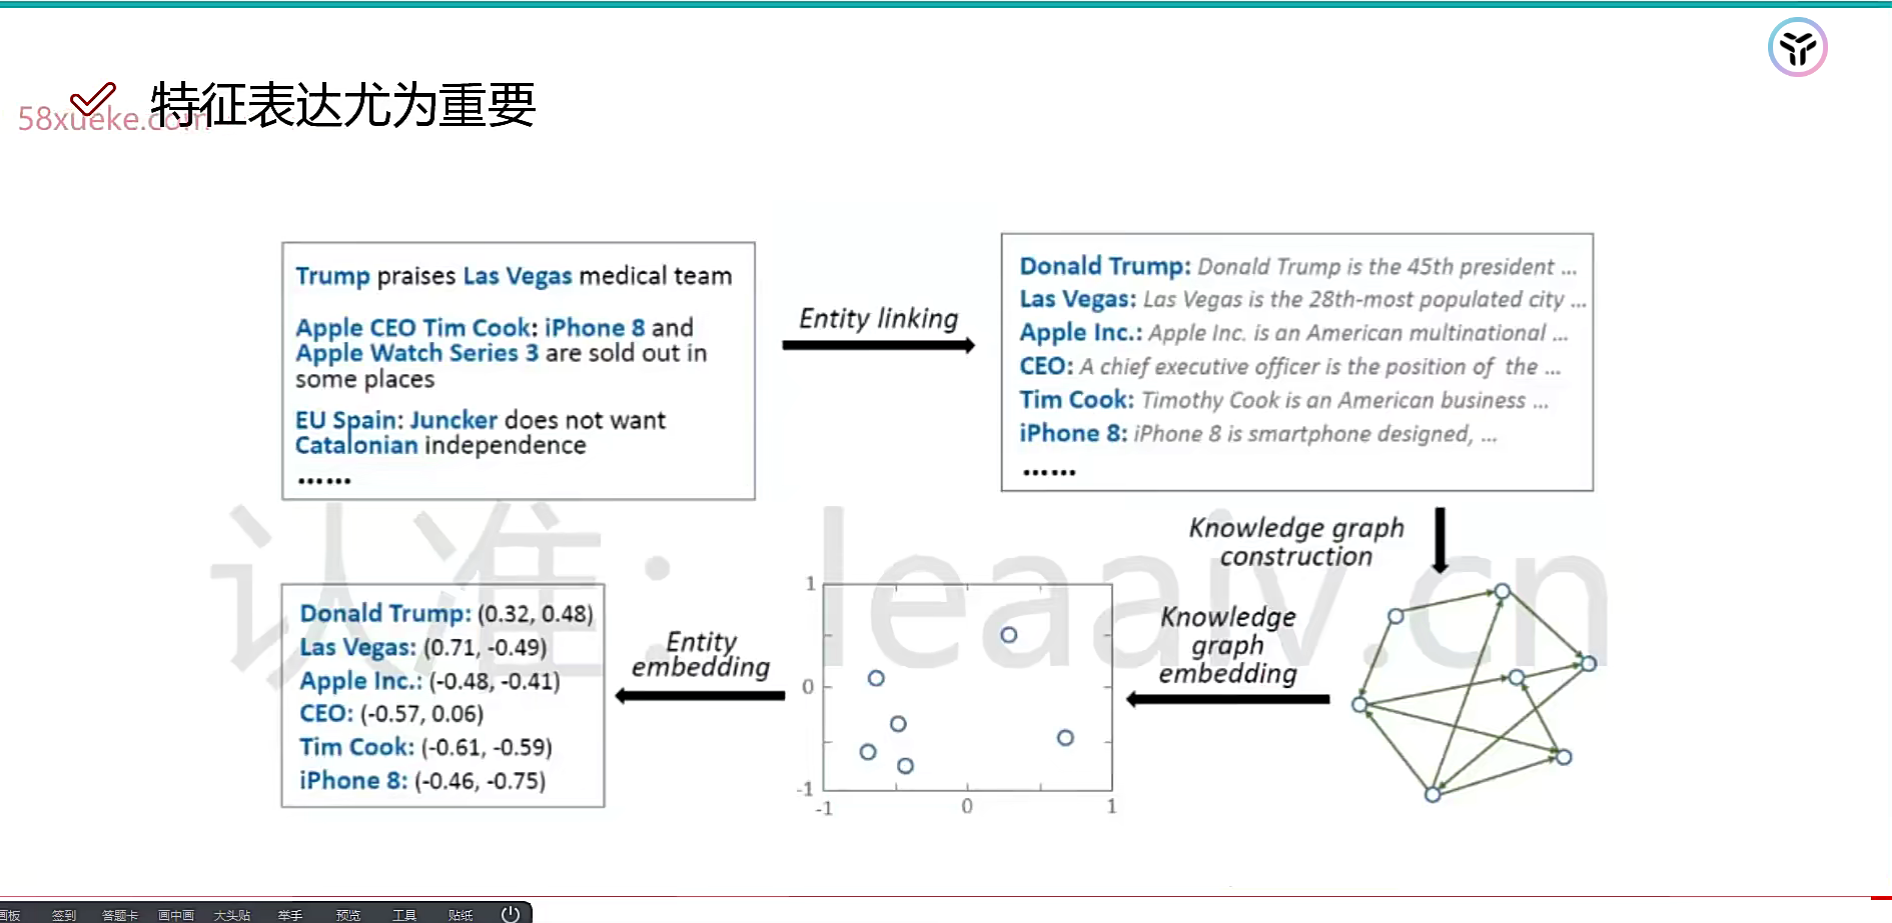 特征表达尤为重要
58xueke.com
Trump praises Las Vegas medical team
Apple CEO Tim Cook: iPhone 8 and
Apple Watch Series 3 are sold out in
some places
EU Spain: Juncker does not want
Catalonian independence
......
Entity linking
Donald Trump: Donald Trump is the 45th president ...
Las Vegas: Las Vegas is the 28th-most populated city ...
Apple Inc.: Apple Inc. is an American multinational ...
CEO: A chief executive officer is the position of the ...
Tim Cook: Timothy Cook is an American business ...
iPhone 8: iPhone 8 is smartphone designed, ...
......
Knowledge graph
construction
认准：leaaiv.cn
Knowledge
graph
embedding
1
0
-1
-1
0
1
Entity
embedding
Donald Trump: (0.32, 0.48)
Las Vegas: (0.71, -0.49)
Apple Inc.: (-0.48, -0.41)
CEO: (-0.57, 0.06)
Tim Cook: (-0.61, -0.59)
iPhone 8: (-0.46, -0.75)
画板 签到 答题卡 画中画 大头贴 举手 预览 工具 贴纸